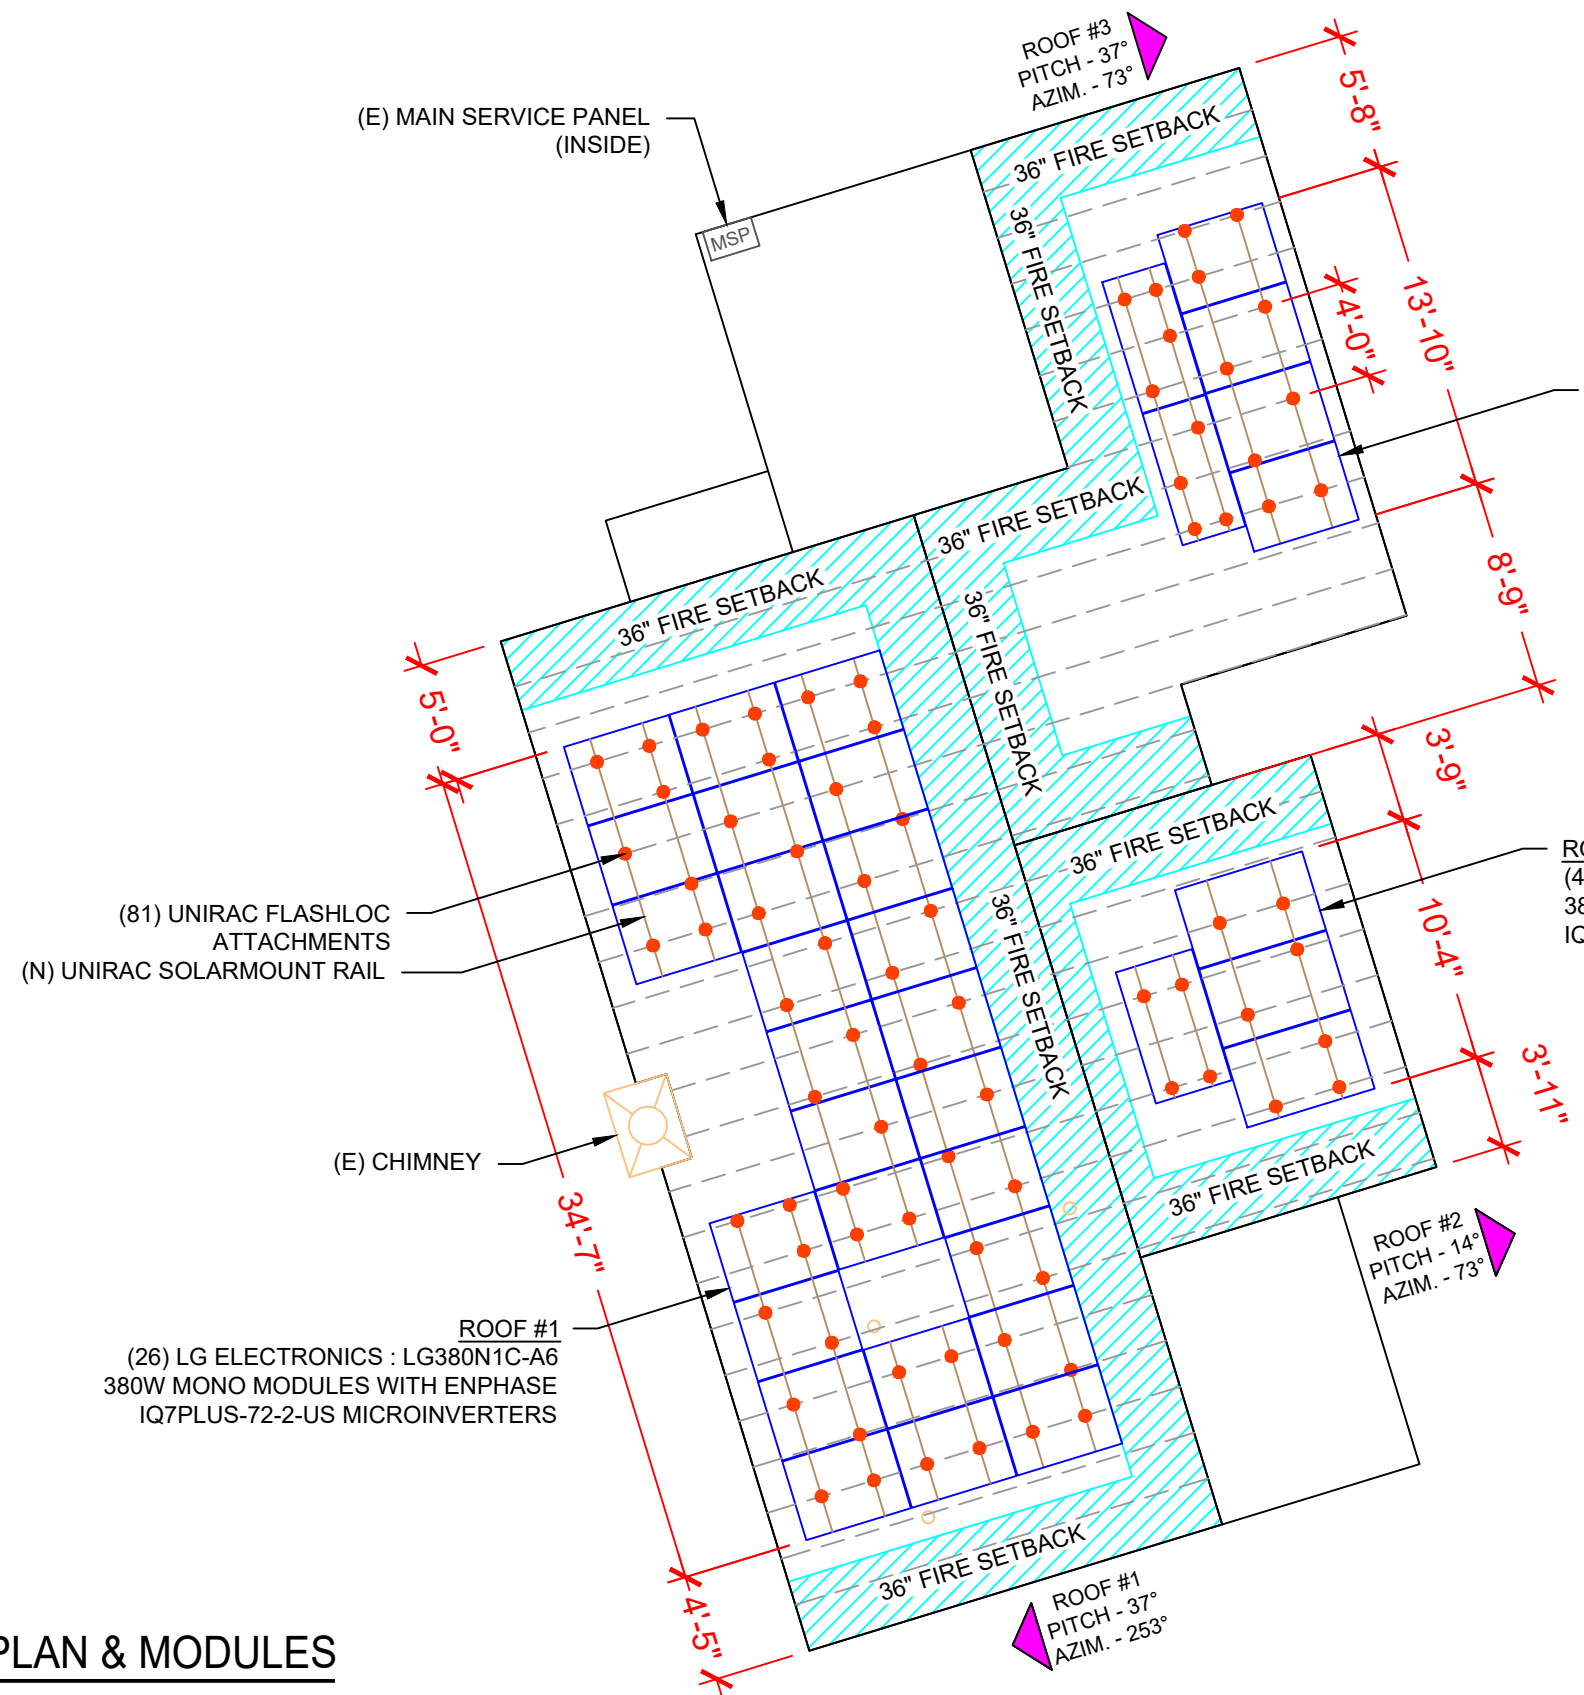 ROOF #3
PITCH - 37°
AZIM. - 73°
5'-8"
(E) MAIN SERVICE PANEL
(INSIDE)
MSP
36" FIRE SETBACK
36" FIRE SETBACK
13'-10"
4'-0"
36" FIRE SETBACK
8'-9"
36" FIRE SETBACK
36" FIRE SETBACK
5'-0"
3'-9"
36" FIRE SETBACK
RO
(4
38
IQ
(81) UNIRAC FLASHLOC
ATTACHMENTS
(N) UNIRAC SOLARMOUNT RAIL
36" FIRE SETBACK
10'-4"
3'-11"
(E) CHIMNEY
36" FIRE SETBACK
34'-7"
ROOF #2
PITCH - 14°
AZIM. - 73°
ROOF #1
(26) LG ELECTRONICS : LG380N1C-A6
380W MONO MODULES WITH ENPHASE
IQ7PLUS-72-2-US MICROINVERTERS
36" FIRE SETBACK
4'-5"
ROOF #1
PITCH - 37°
AZIM. - 253°
PLAN & MODULES